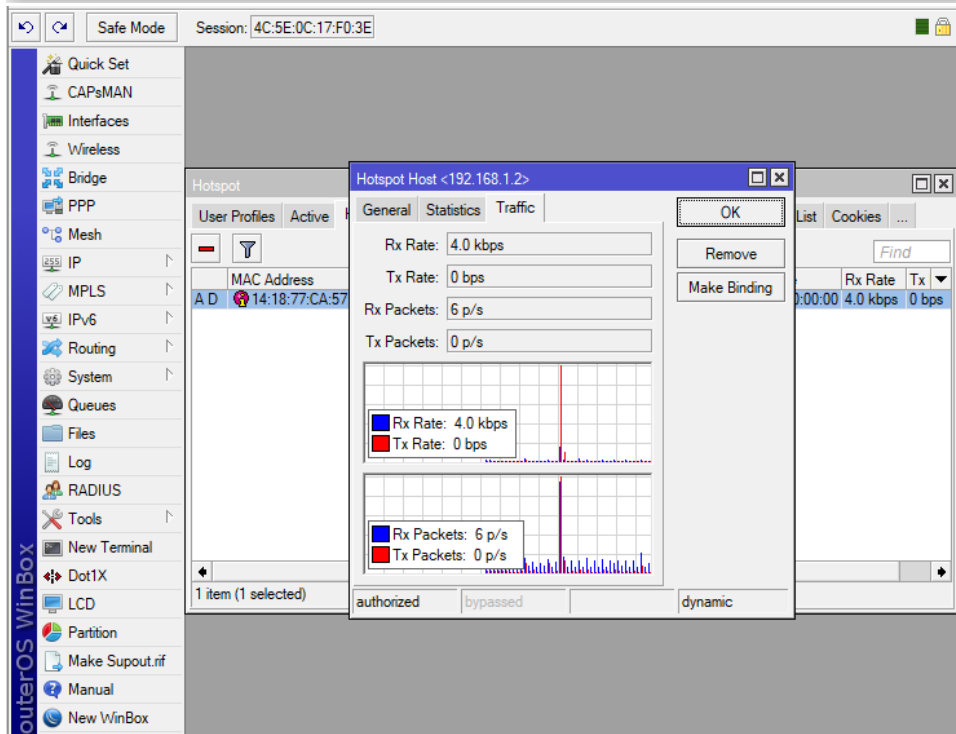 Safe Mode
Session: 4C:5E:0C:17:F0:3E
Quick Set
CAPsMAN
Interfaces
Wireless
Bridge
PPP
Mesh
IP
MPLS
IPv6
Routing
System
Queues
Files
Log
RADIUS
Tools
New Terminal
Dot1X
LCD
Partition
Make Supout.rif
Manual
New WinBox
outerOS WinBox
Hotspot
User Profiles Active
List Cookies ...
Find
MAC Address
Rx Rate Tx
A D 14:18:77:CA:57
0:00:00 4.0 kbps 0 bps
1 item (1 selected)
Hotspot Host <192.168.1.2>
General Statistics Traffic
Rx Rate: 4.0 kbps
Tx Rate: 0 bps
Rx Packets: 6 p/s
Tx Packets: 0 p/s
Rx Rate: 4.0 kbps
Tx Rate: 0 bps
Rx Packets: 6 p/s
Tx Packets: 0 p/s
authorized bypassed dynamic
OK
Remove
Make Binding